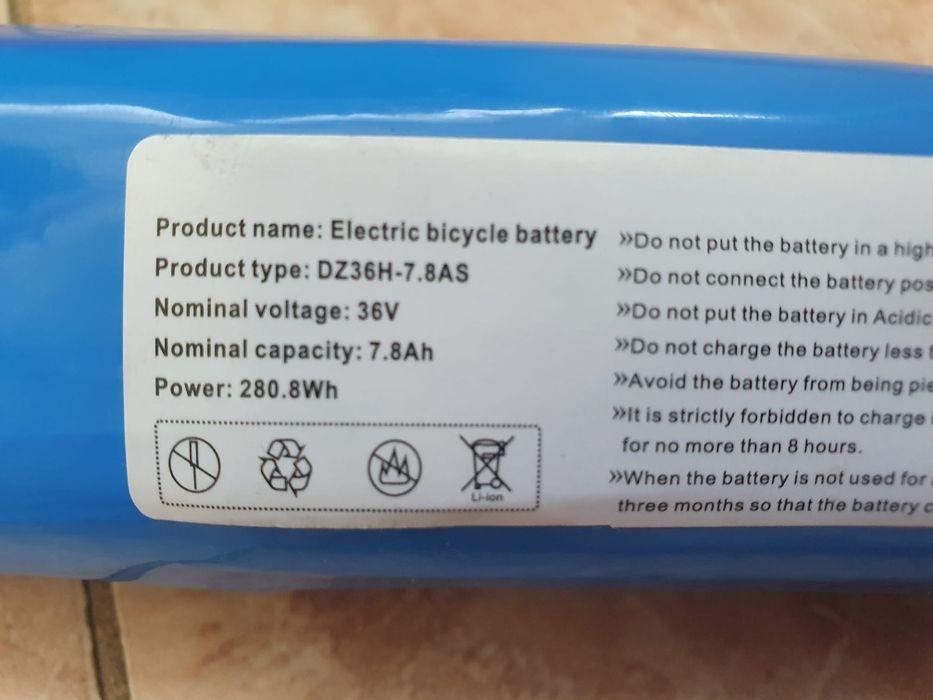 Product name: Electric bicycle battery
Product type: DZ36H-7.8AS
Nominal voltage: 36V
Nominal capacity: 7.8Ah
Power: 280.8Wh
Li-ion
»Do not put the battery in a high
»Do not connect the battery pos
»Do not put the battery in Acidic
»Do not charge the battery less
»Avoid the battery from being pie
»It is strictly forbidden to charge
for no more than 8 hours.
»When the battery is not used for
three months so that the battery